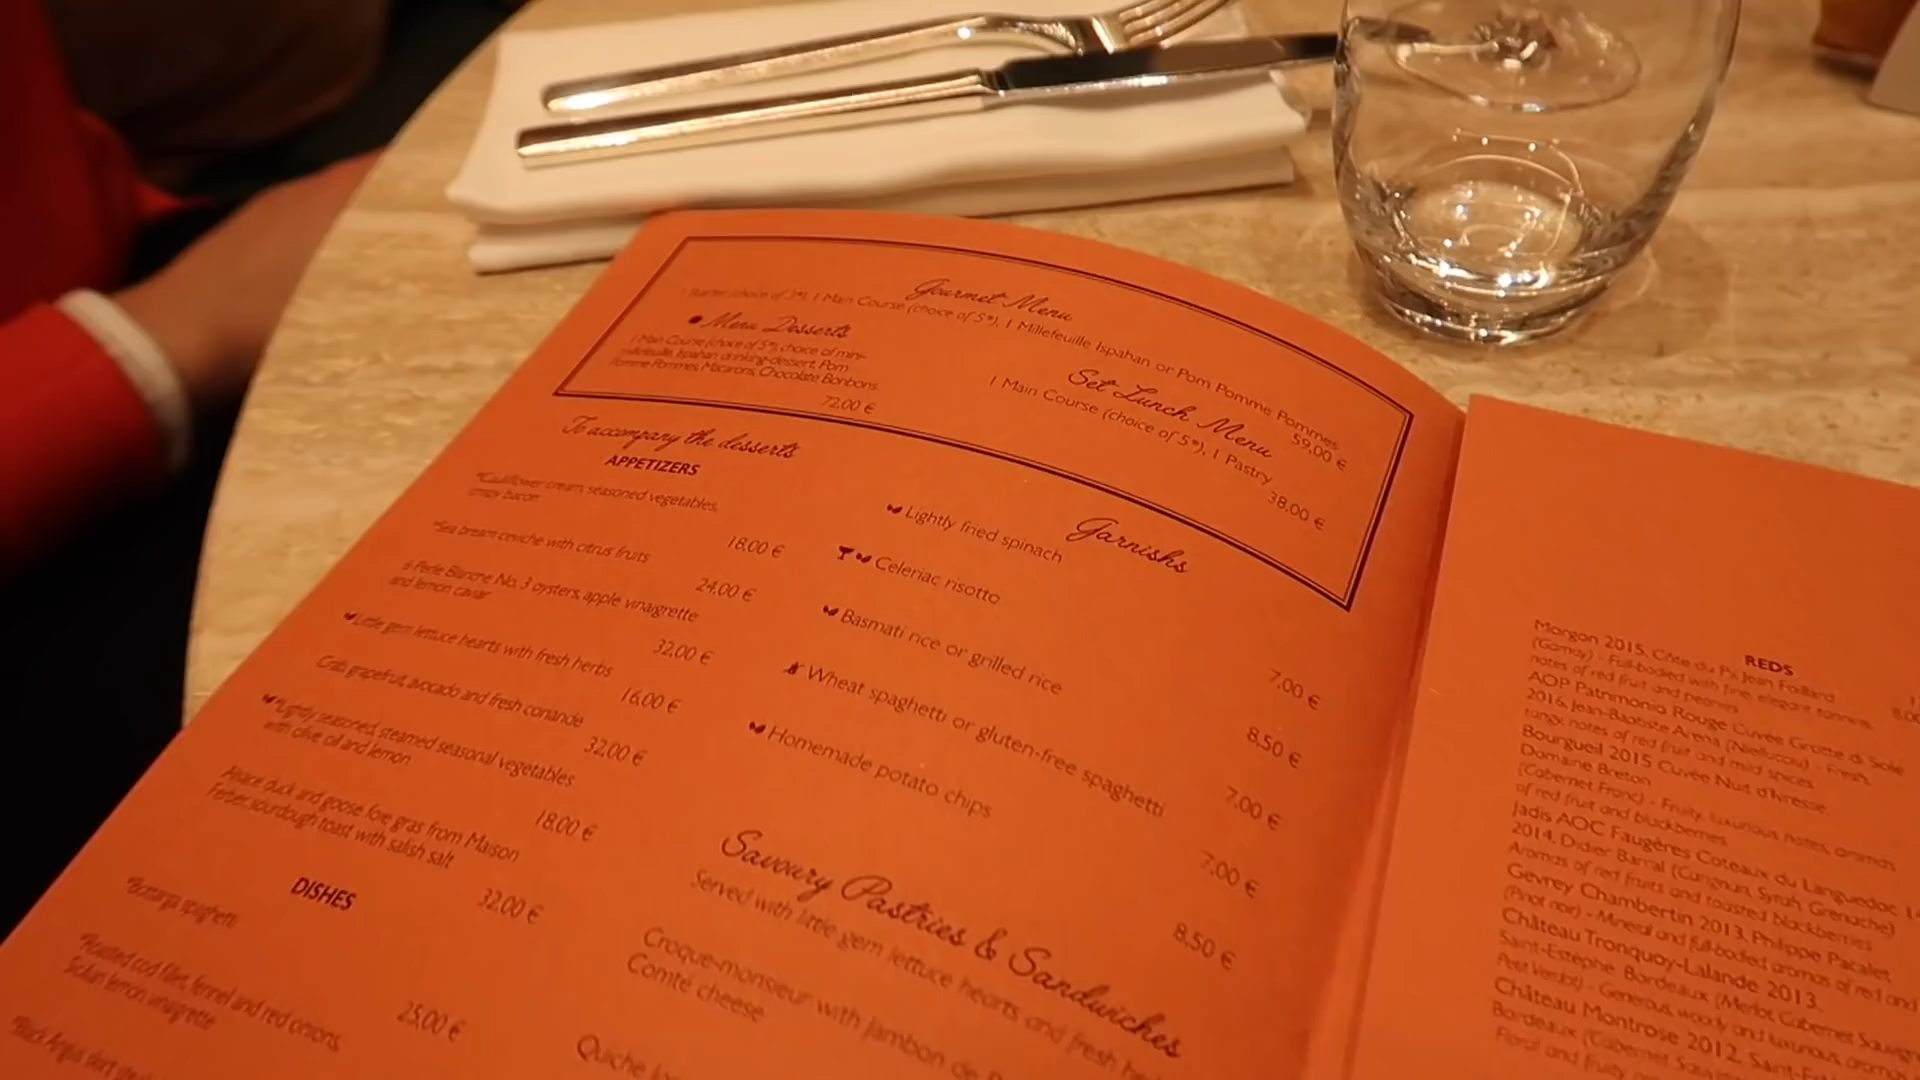 Gourmet Menu
1 Starter (choice of 3*), 1 Main Course (choice of 5*), 1 Millefeuille Ispahan or Pom Pomme Pommes
59,00 €
Menu Desserts
1 Main Course (choice of 5*), choice of mini-
millefeuille, Ispahan drinking-dessert, Pom
Pomme Pommes, Macarons, Chocolate Bonbons
72,00 €
Set Lunch Menu
1 Main Course (choice of 5*), 1 Pastry
38,00 €
To accompany the desserts
APPETIZERS
*Cauliflower cream, seasoned vegetables,
crispy bacon
18,00 €
*Sea bream ceviche with citrus fruits
24,00 €
6 Perle Blanche No. 3 oysters, apple vinaigrette
and lemon caviar
32,00 €
Little gem lettuce hearts with fresh herbs
16,00 €
Crab, grapefruit, avocado and fresh coriande
32,00 €
*Lightly seasoned, steamed seasonal vegetables
with olive oil and lemon
18,00 €
Alsace duck and goose foie gras from Maison
Ferber, sourdough toast with salish salt
32,00 €
DISHES
*Bottarga spaghetti
25,00 €
*Roasted cod fillet, fennel and red onions,
Sicilian lemon vinaigrette
*Black Angus
Garnishs
Lightly fried spinach
7,00 €
Celeriac risotto
8,50 €
Basmati rice or grilled rice
7,00 €
Wheat spaghetti or gluten-free spaghetti
7,00 €
Homemade potato chips
8,50 €
Savoury Pastries & Sandwiches
Served with little gem lettuce hearts and fresh
Croque-monsieur with Jambon de
Comté cheese
Quiche
REDS
Morgon 2015, Côte du Py, Jean Foillard
(Gamay) - Full-bodied with fine, elegant tannins,
notes of red fruit and peonies
AOP Patrimonio Rouge Cuvée Grotte di Sole
2016, Jean-Baptiste Arena (Niellucciu) - Fresh,
tangy notes of red fruit and mild spices
Bourgueil 2015 Cuvée Nuit d'Ivresse,
Domaine Breton
(Cabernet Franc) - Fruity, luxurious notes, aromas
of red fruit and blackberries
Jadis AOC Faugères Coteaux du Languedoc
2014, Didier Barral (Carignan, Syrah, Grenache)
Aromas of red fruits and toasted blackberries
Gevrey Chambertin 2013, Philippe Pacalet
(Pinot noir) - Mineral and full-bodied, aromas of red and
Château Tronquoy-Lalande 2013,
Saint-Estèphe Bordeaux (Merlot Cabernet
Petit Verdot) - Generous, woody and luxurious,
Château Montrose 2012,
Bordeaux (Cabernet
Floral and fruity